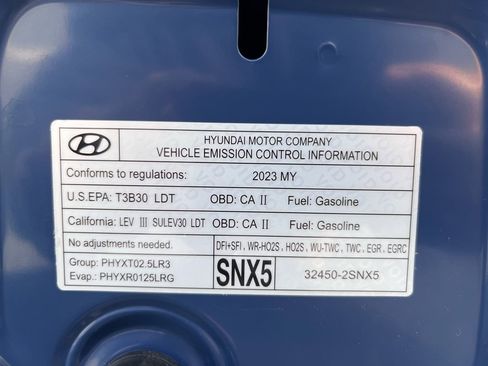 HYUNDAI MOTOR COMPANY
VEHICLE EMISSION CONTROL INFORMATION
Conforms to regulations: 2023 MY
U.S.EPA: T3B30 LDT OBD: CA II Fuel: Gasoline
California: LEV III SULEV30 LDT OBD: CA II Fuel: Gasoline
No adjustments needed. DFI+SFI, WR-HO2S, HO2S, WU-TWC, TWC, EGR, EGRC
Group: PHYXT02.5LR3
Evap.: PHYXR0125LRG
SNX5
32450-2SNX5